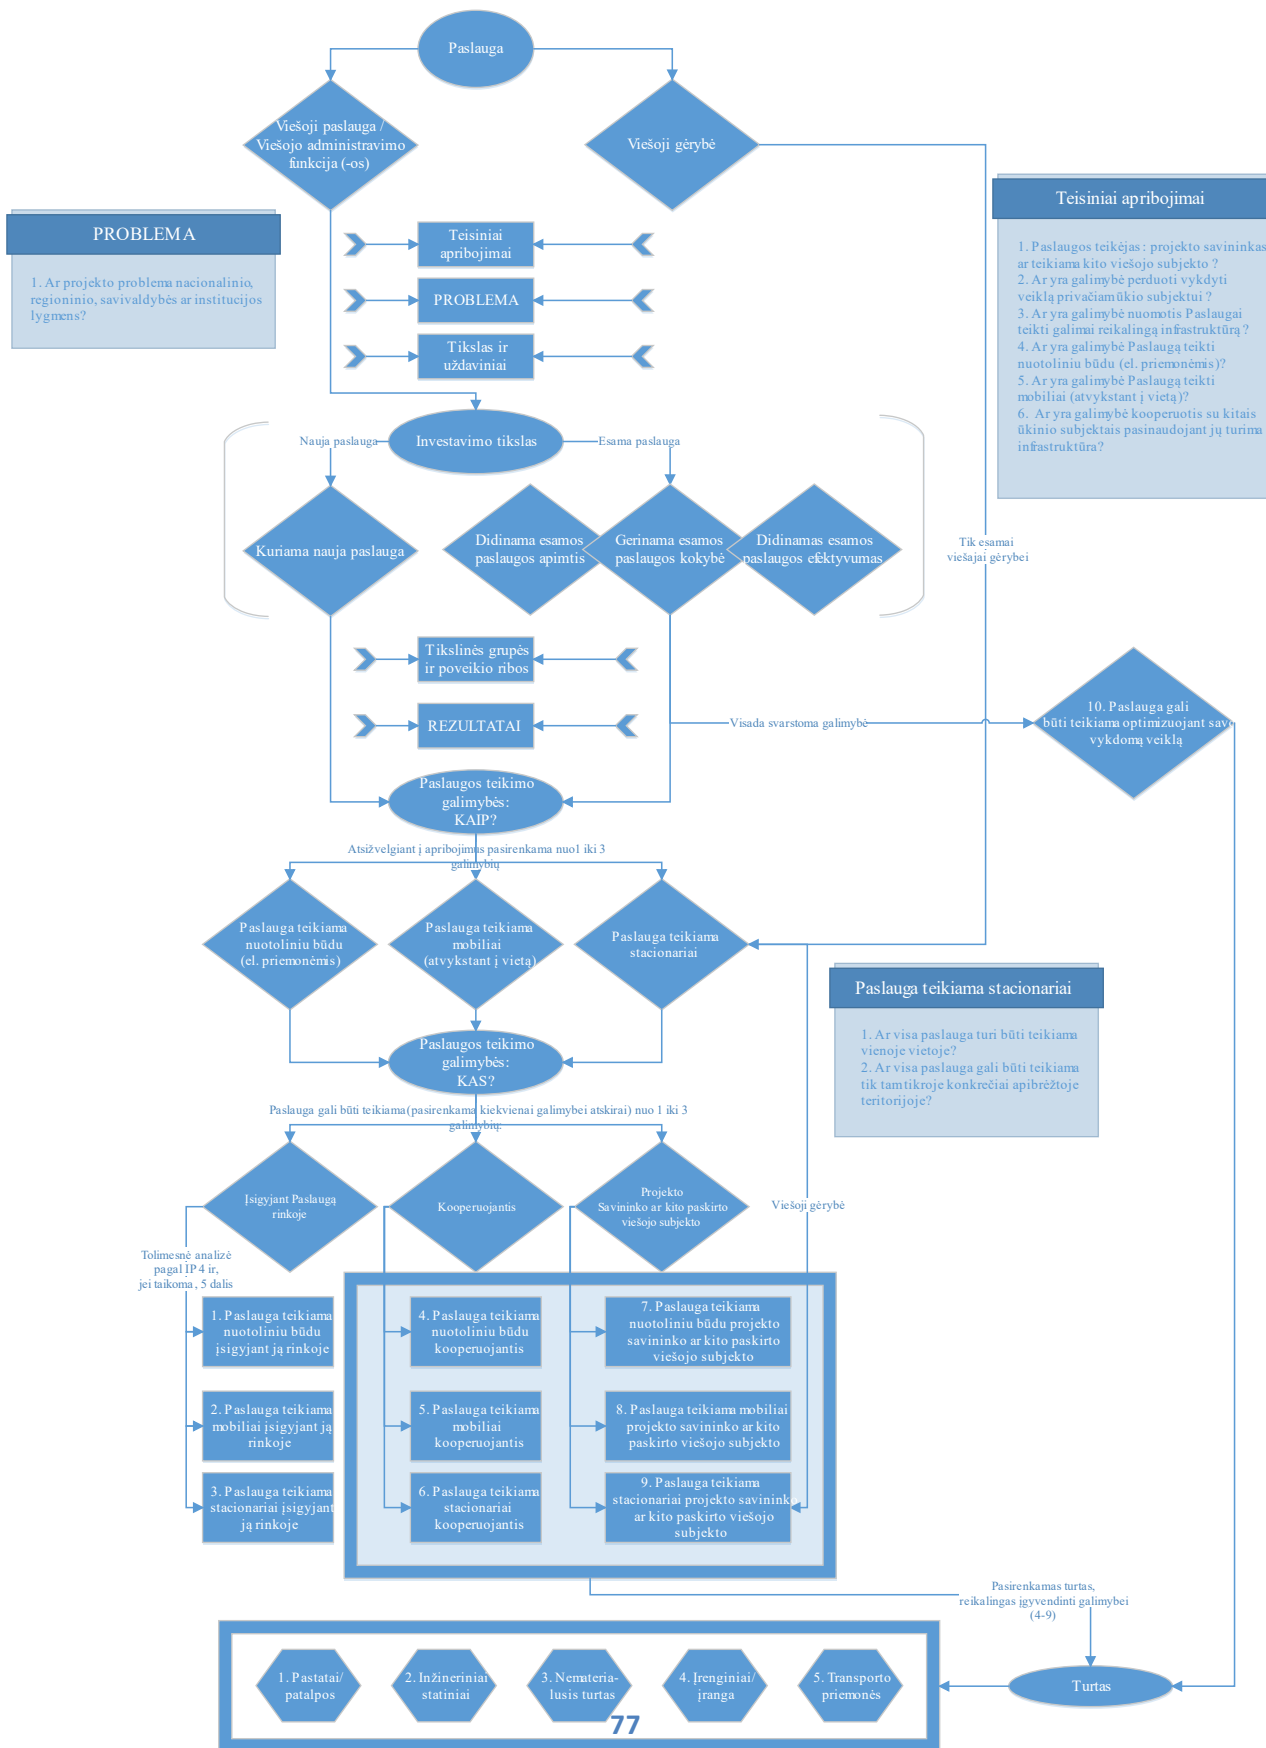 Paslauga
Viešoji paslauga /
Viešojo administravimo
funkcija (-os)
Viešoji gėrybė
Teisiniai apribojimai
1. Paslaugos teikėjas : projekto savininkas
ar teikiama kito viešojo subjekto ?
2. Ar yra galimybė perduoti vykdyti
veiklą privačiam ūkio subjektui ?
3. Ar yra galimybė nuomotis Paslaugai
teikti galimai reikalingą infrastruktūrą ?
4. Ar yra galimybė Paslaugą teikti
nuotoliniu būdu (el. priemonėmis)?
5. Ar yra galimybė Paslaugą teikti
mobiliai (atvykstant į vietą)?
6. Ar yra galimybė kooperuotis su kitais
ūkinio subjektais pasinaudojant jų turima
infrastruktūra?
PROBLEMA
1. Ar projekto problema nacionalinio,
regioninio, savivaldybės ar institucijos
lygmens?
Teisiniai
apribojimai
PROBLEMA
Tikslas ir
uždaviniai
Nauja paslauga
Investavimo tikslas
Esama paslauga
Kuriama nauja paslauga
Didinama esamos
paslaugos apimtis
Gerinama esamos
paslaugos kokybė
Didinamas esamos
paslaugos efektyvumas
Tik esamai
viešajai gėrybei
Tikslinės grupės
ir poveikio ribos
REZULTATAI
Visada svarstoma galimybė
10. Paslauga gali
būti teikiama optimizuojant savo
vykdomą veiklą
Paslaugos teikimo
galimybės:
KAIP?
Atsižvelgiant į apribojimus pasirenkama nuo1 iki 3
galimybių
Paslauga teikiama
nuotoliniu būdu
(el. priemonėmis)
Paslauga teikiama
mobiliai
(atvykstant į vietą)
Paslauga teikiama
stacionariai
Paslauga teikiama stacionariai
1. Ar visa paslauga turi būti teikiama
vienoje vietoje?
2. Ar visa paslauga gali būti teikiama
tik tam tikroje konkrečiai apibrėžtoje
teritorijoje?
Paslaugos teikimo
galimybės:
KAS?
Paslauga gali būti teikiama (pasirenkama kiekvienai galimybei atskirai) nuo 1 iki 3
galimybių:
Įsigyjant Paslaugą
rinkoje
Kooperuojantis
Projekto
Savininko ar kito paskirto
viešojo subjekto
Viešoji gėrybė
Tolimesnė analizė
pagal IP 4 ir,
jei taikoma, 5 dalis
1. Paslauga teikiama
nuotoliniu būdu
įsigyjant ją rinkoje
4. Paslauga teikiama
nuotoliniu būdu
kooperuojantis
7. Paslauga teikiama
nuotoliniu būdu projekto
savininko ar kito paskirto
viešojo subjekto
2. Paslauga teikiama
mobiliai įsigyjant ją
rinkoje
5. Paslauga teikiama
mobiliai
kooperuojantis
8. Paslauga teikiama mobiliai
projekto savininko ar kito
paskirto viešojo subjekto
3. Paslauga teikiama
stacionariai įsigyjant
ją rinkoje
6. Paslauga teikiama
stacionariai
kooperuojantis
9. Paslauga teikiama
stacionariai projekto savininko
ar kito paskirto viešojo
subjekto
Pasirenkamas turtas,
reikalingas įgyvendinti galimybei
(4-9)
1. Pastatai/
patalpos
2. Inžineriniai
statiniai
3. Nemateria-
lusis turtas
4. Įrenginiai/
įranga
5. Transporto
priemonės
Turtas
77